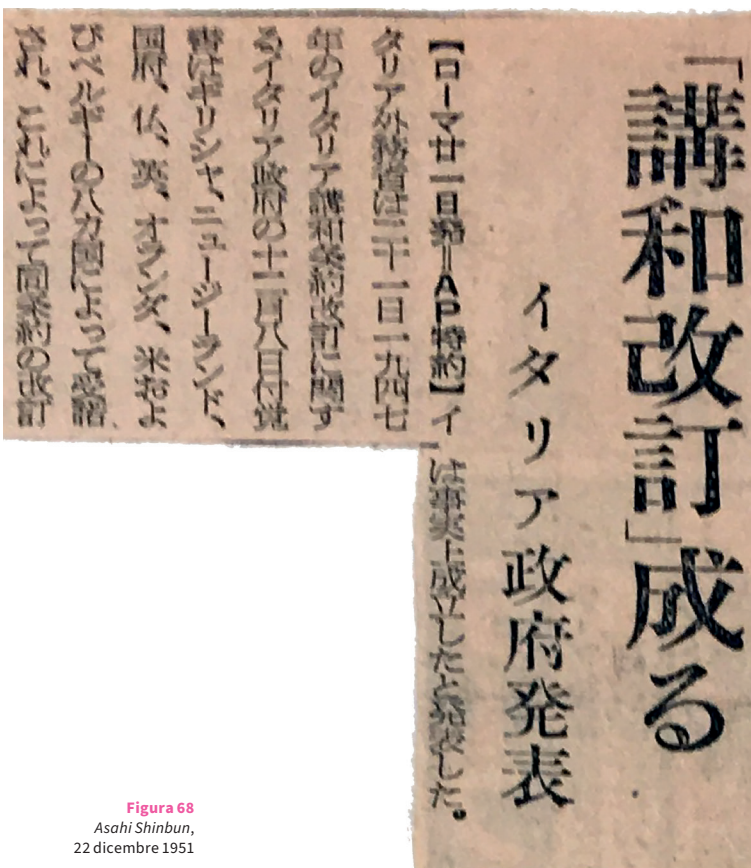 「講和改訂」成る
イタリア政府発表
【ローマ廿一日発=AP特約】イ
タリア外務省は二十一日一九四七
年のイタリア講和条約改訂に関す
るイタリア政府の十二月八日付覚
書はギリシャ、ニュージーランド、
国府、仏、英、オランダ、米およ
びベルギーの八カ国によって受諾
され、これによって同条約の改訂
は事実上成立したと発表した。
Figura 68
Asahi Shinbun,
22 dicembre 1951